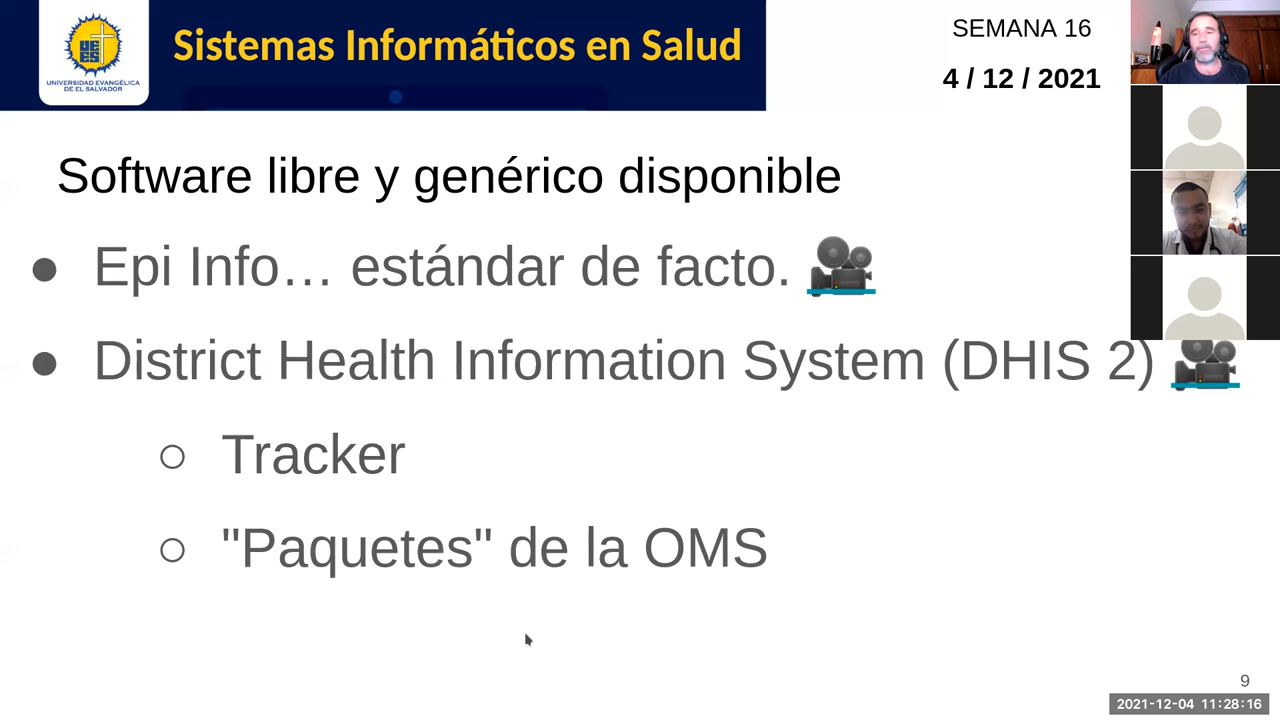 Sistemas Informáticos en Salud
UNIVERSIDAD EVANGÉLICA
DE EL SALVADOR
SEMANA 16
4 / 12 / 2021
Software libre y genérico disponible
● Epi Info… estándar de facto. 🎥
● District Health Information System (DHIS 2) 🎥
○ Tracker
○ "Paquetes" de la OMS
9
2021-12-04 11:28:16